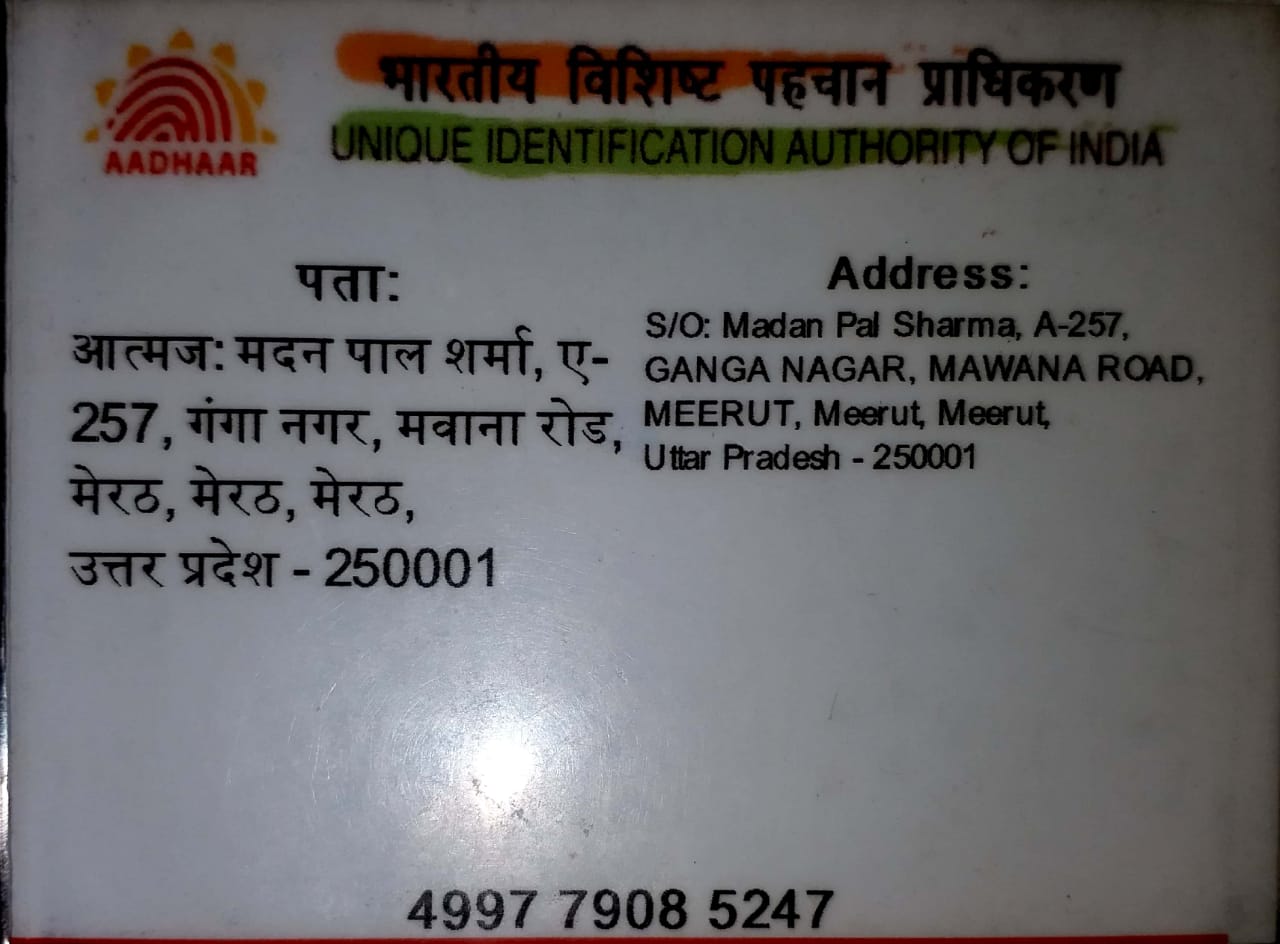 AADHAAR
भारतीय विशिष्ट पहचान प्राधिकरण
UNIQUE IDENTIFICATION AUTHORITY OF INDIA
पता:
आत्मज: मदन पाल शर्मा, ए-
257, गंगा नगर, मवाना रोड,
मेरठ, मेरठ, मेरठ,
उत्तर प्रदेश - 250001
Address:
S/O: Madan Pal Sharma, A-257,
GANGA NAGAR, MAWANA ROAD,
MEERUT, Meerut, Meerut,
Uttar Pradesh - 250001
4997 7908 5247